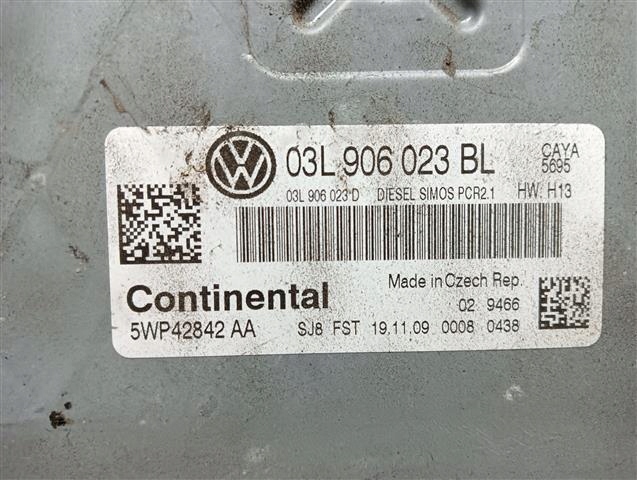 03L 906 023 BL
CAYA
5695
03L 906 023 D DIESEL SIMOS PCR2.1 HW. H13
Continental
Made in Czech Rep.
02 9466
5WP42842 AA
SJ8 FST 19.11.09 0008 0438